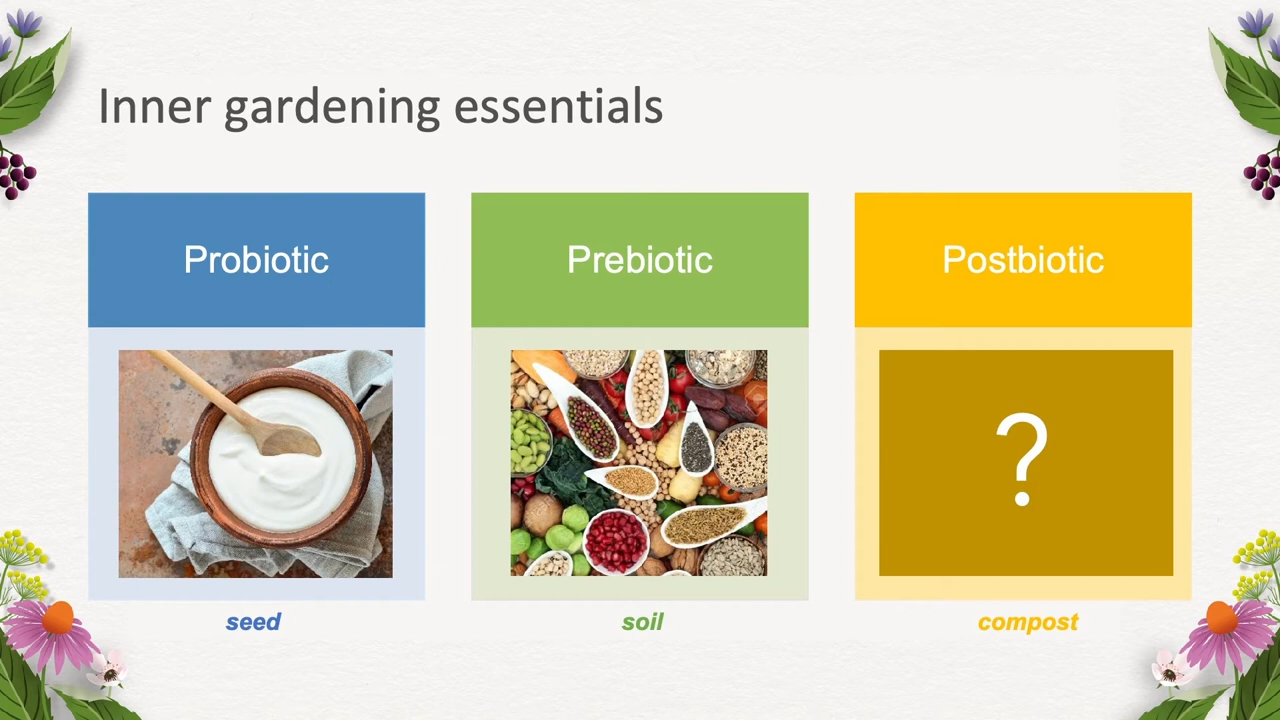 Inner gardening essentials
Probiotic
Prebiotic
Postbiotic
?
seed
soil
compost